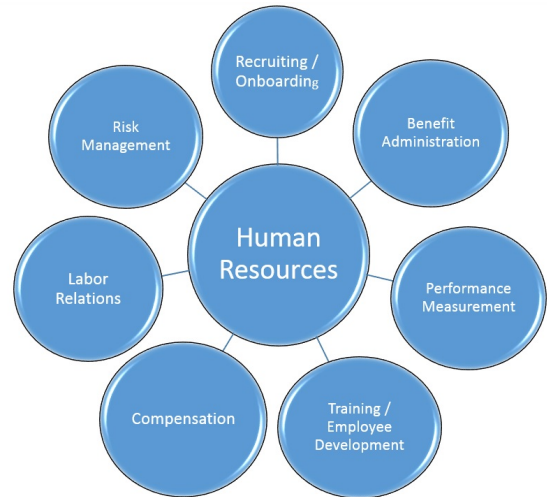 Recruiting /
Onboarding
Benefit
Administration
Risk
Management
Human
Resources
Labor
Relations
Performance
Measurement
Compensation
Training /
Employee
Development